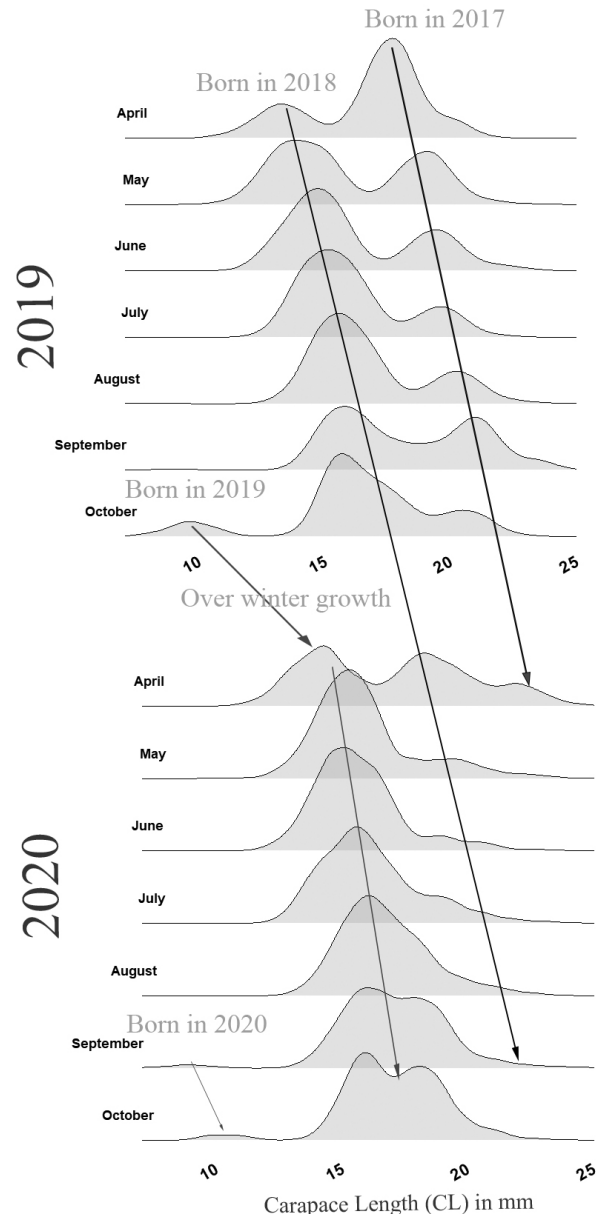 Born in 2017
Born in 2018
April
May
June
2019
July
August
September
Born in 2019
October
10 15 20 25
Over winter growth
April
May
June
2020
July
August
Born in 2020
September
October
10 15 20 25
Carapace Length (CL) in mm